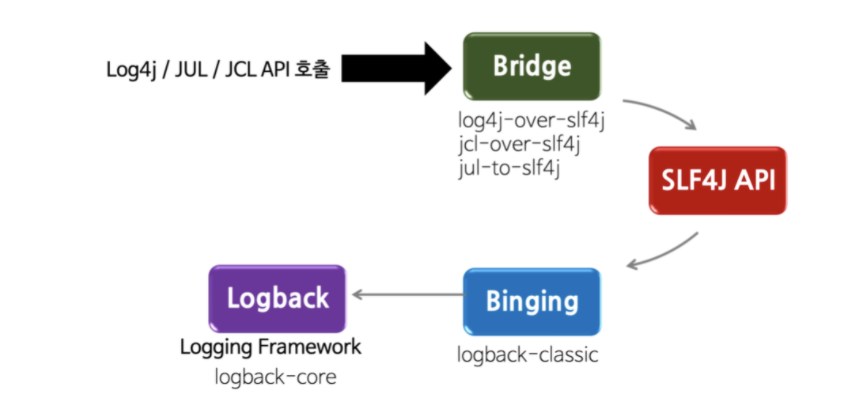 Log4j / JUL / JCL API 호출
Bridge
log4j-over-slf4j
jcl-over-slf4j
jul-to-slf4j
SLF4J API
Binging
logback-classic
Logback
Logging Framework
logback-core